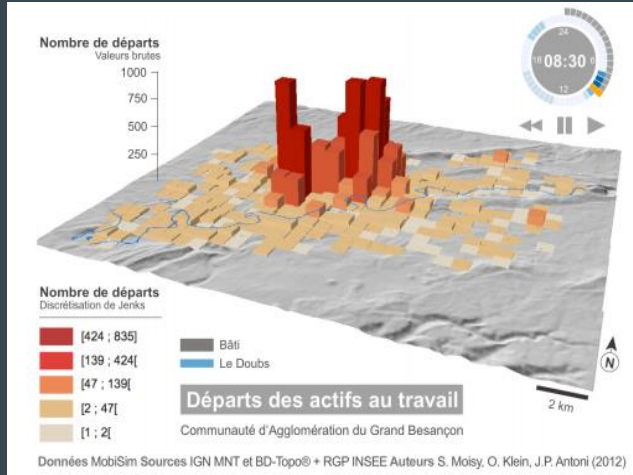 Nombre de départs
Valeurs brutes
1000
750
500
250
24
18 08:30 6
12
Nombre de départs
Discrétisation de Jenks
[424 ; 835]
[139 ; 424[
[47 ; 139[
[2 ; 47[
[1 ; 2[
Bâti
Le Doubs
Départs des actifs au travail
Communauté d'Agglomération du Grand Besançon
N
2 km
Données MobiSim Sources IGN MNT et BD-Topo® + RGP INSEE Auteurs S. Moisy, O. Klein, J.P. Antoni (2012)